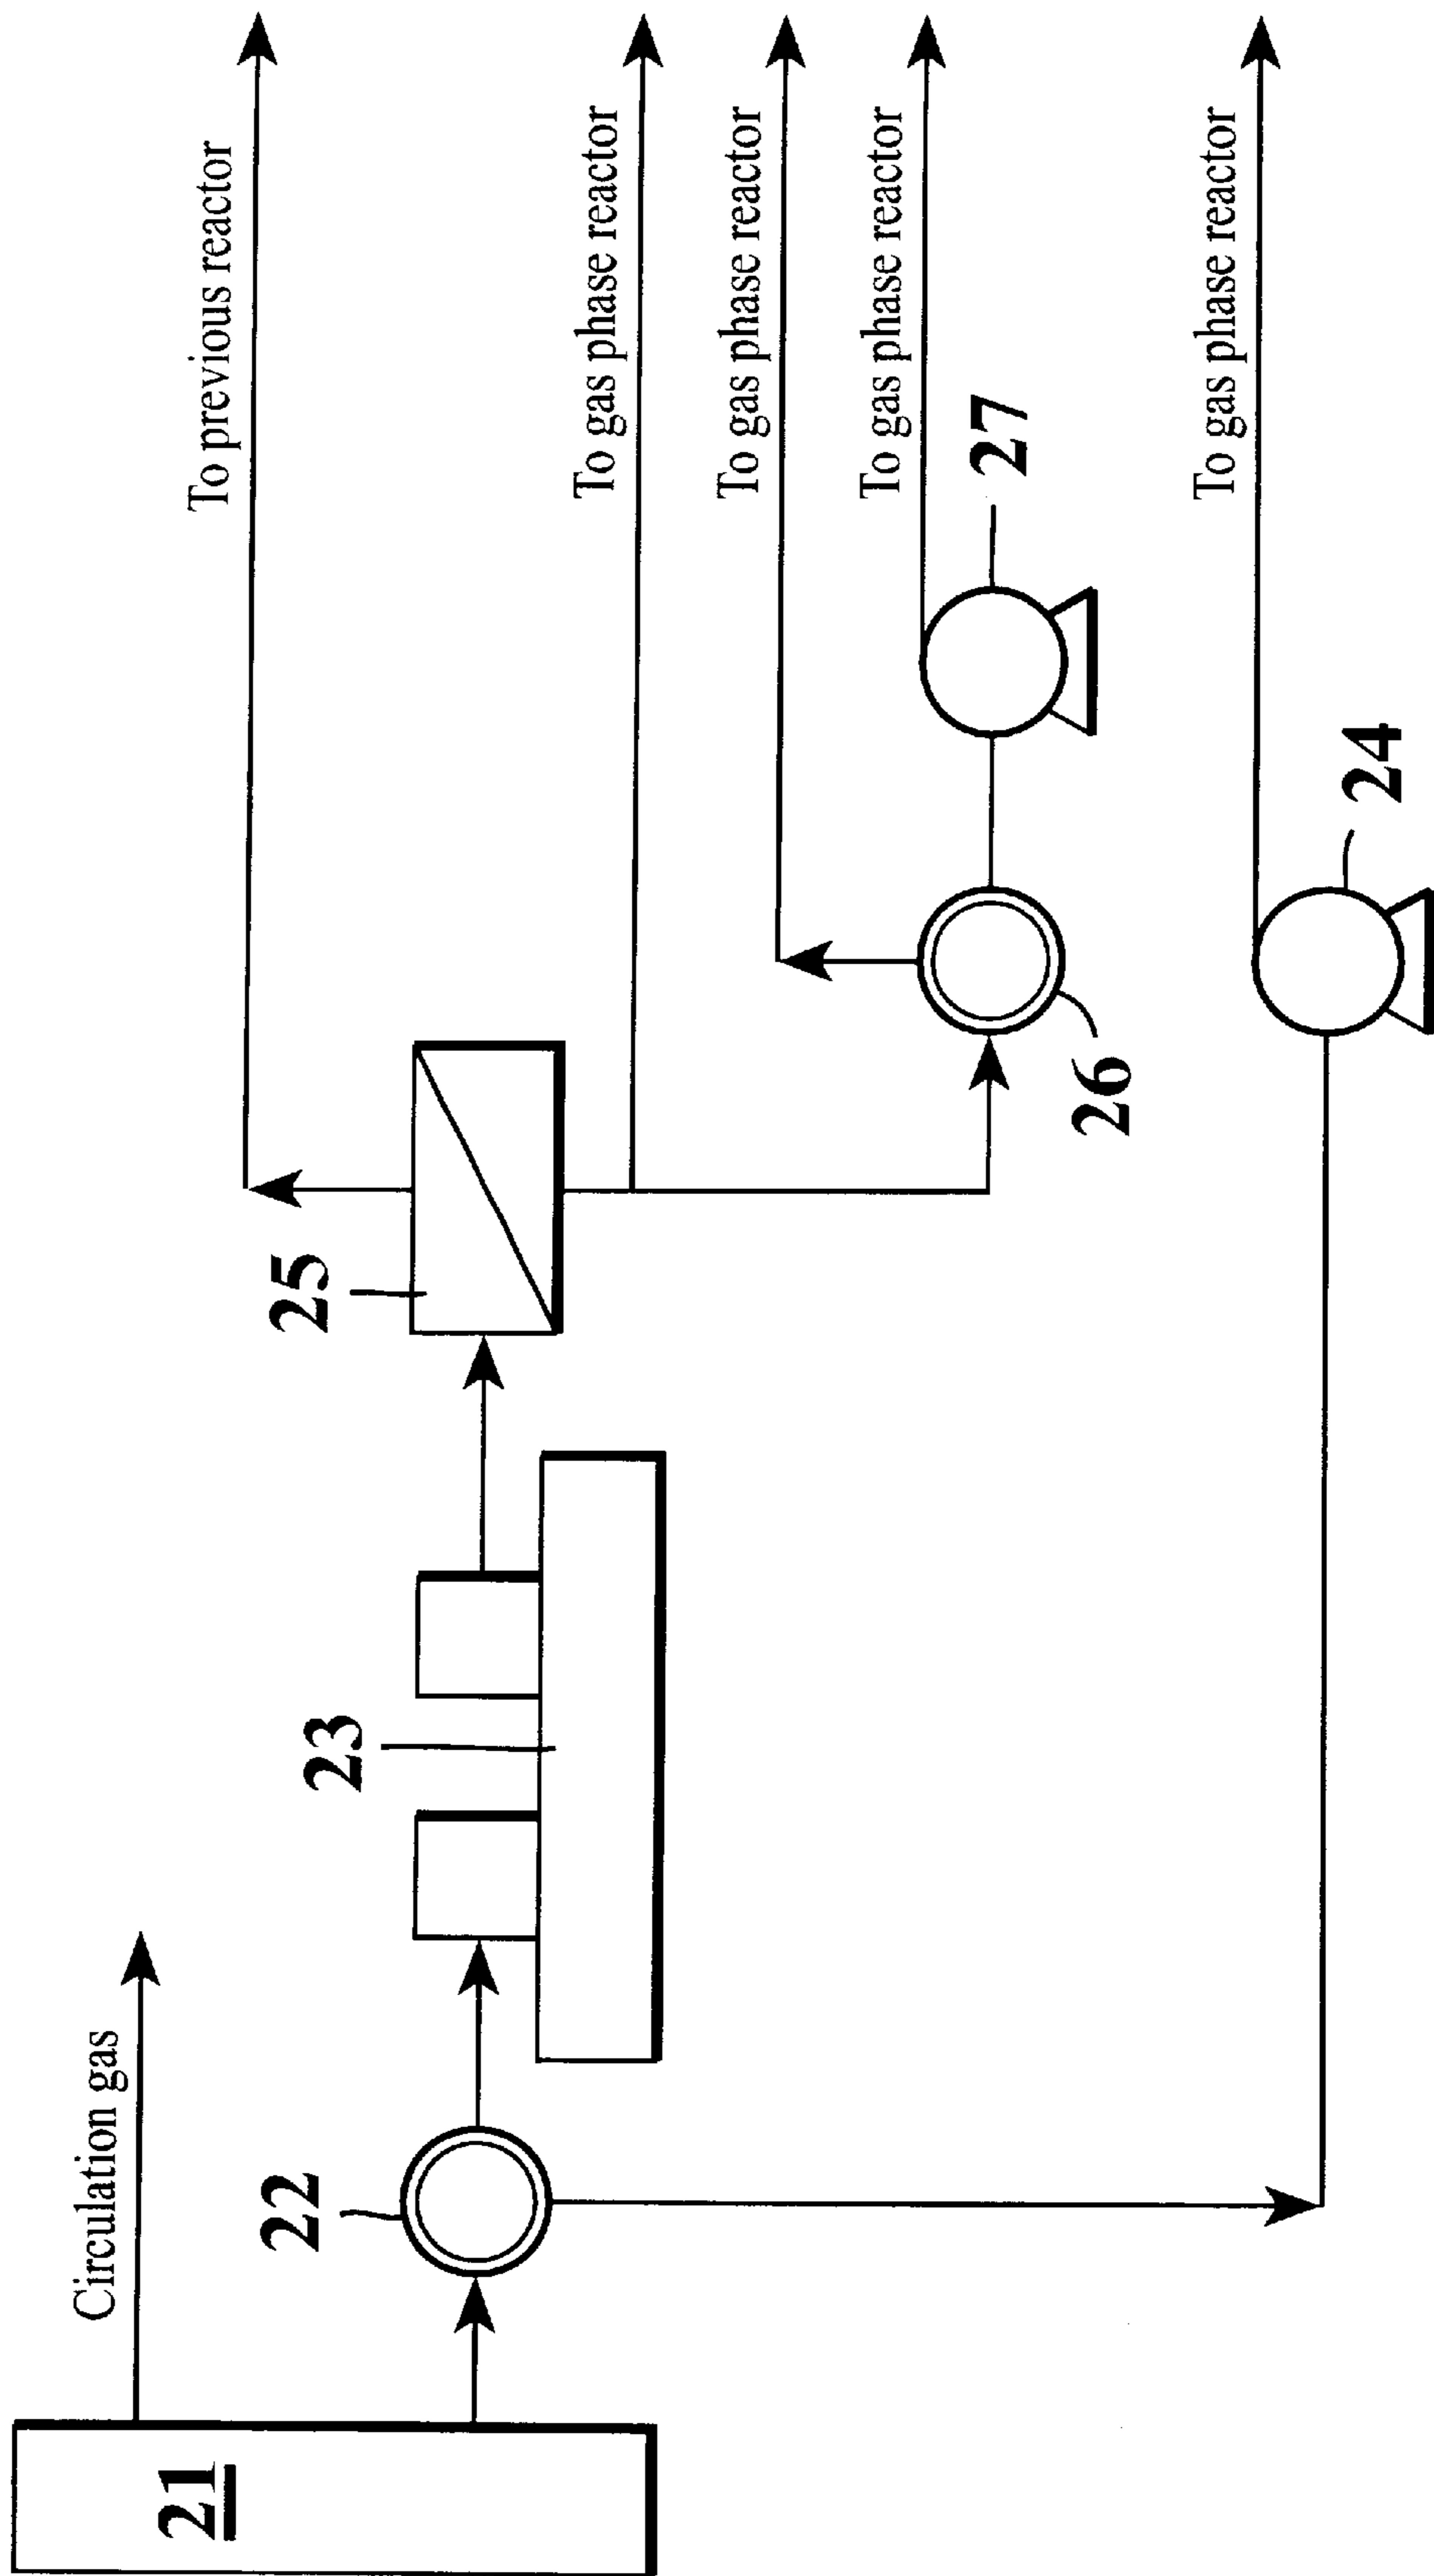 To previous reactor
To gas phase reactor
To gas phase reactor
To gas phase reactor
To gas phase reactor
Circulation gas
21
22
23
25
26
27
24